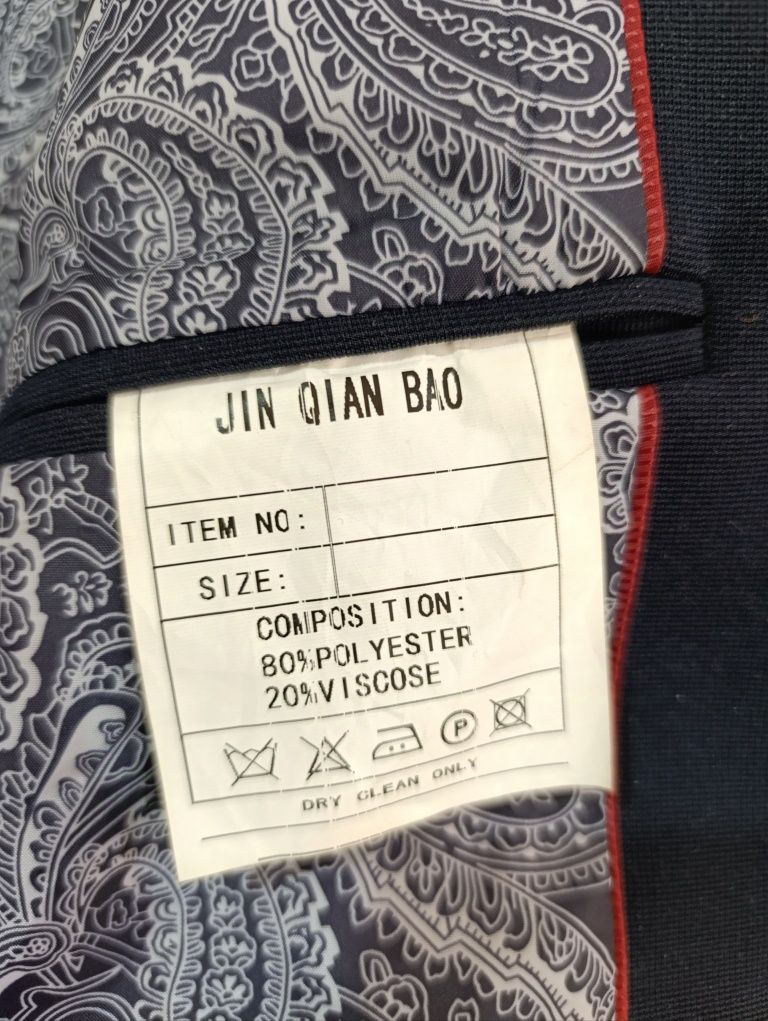 JIN QIAN BAO
ITEM NO:
SIZE:
COMPOSITION:
80%POLYESTER
20%VISCOSE
P
DRY CLEAN ONLY